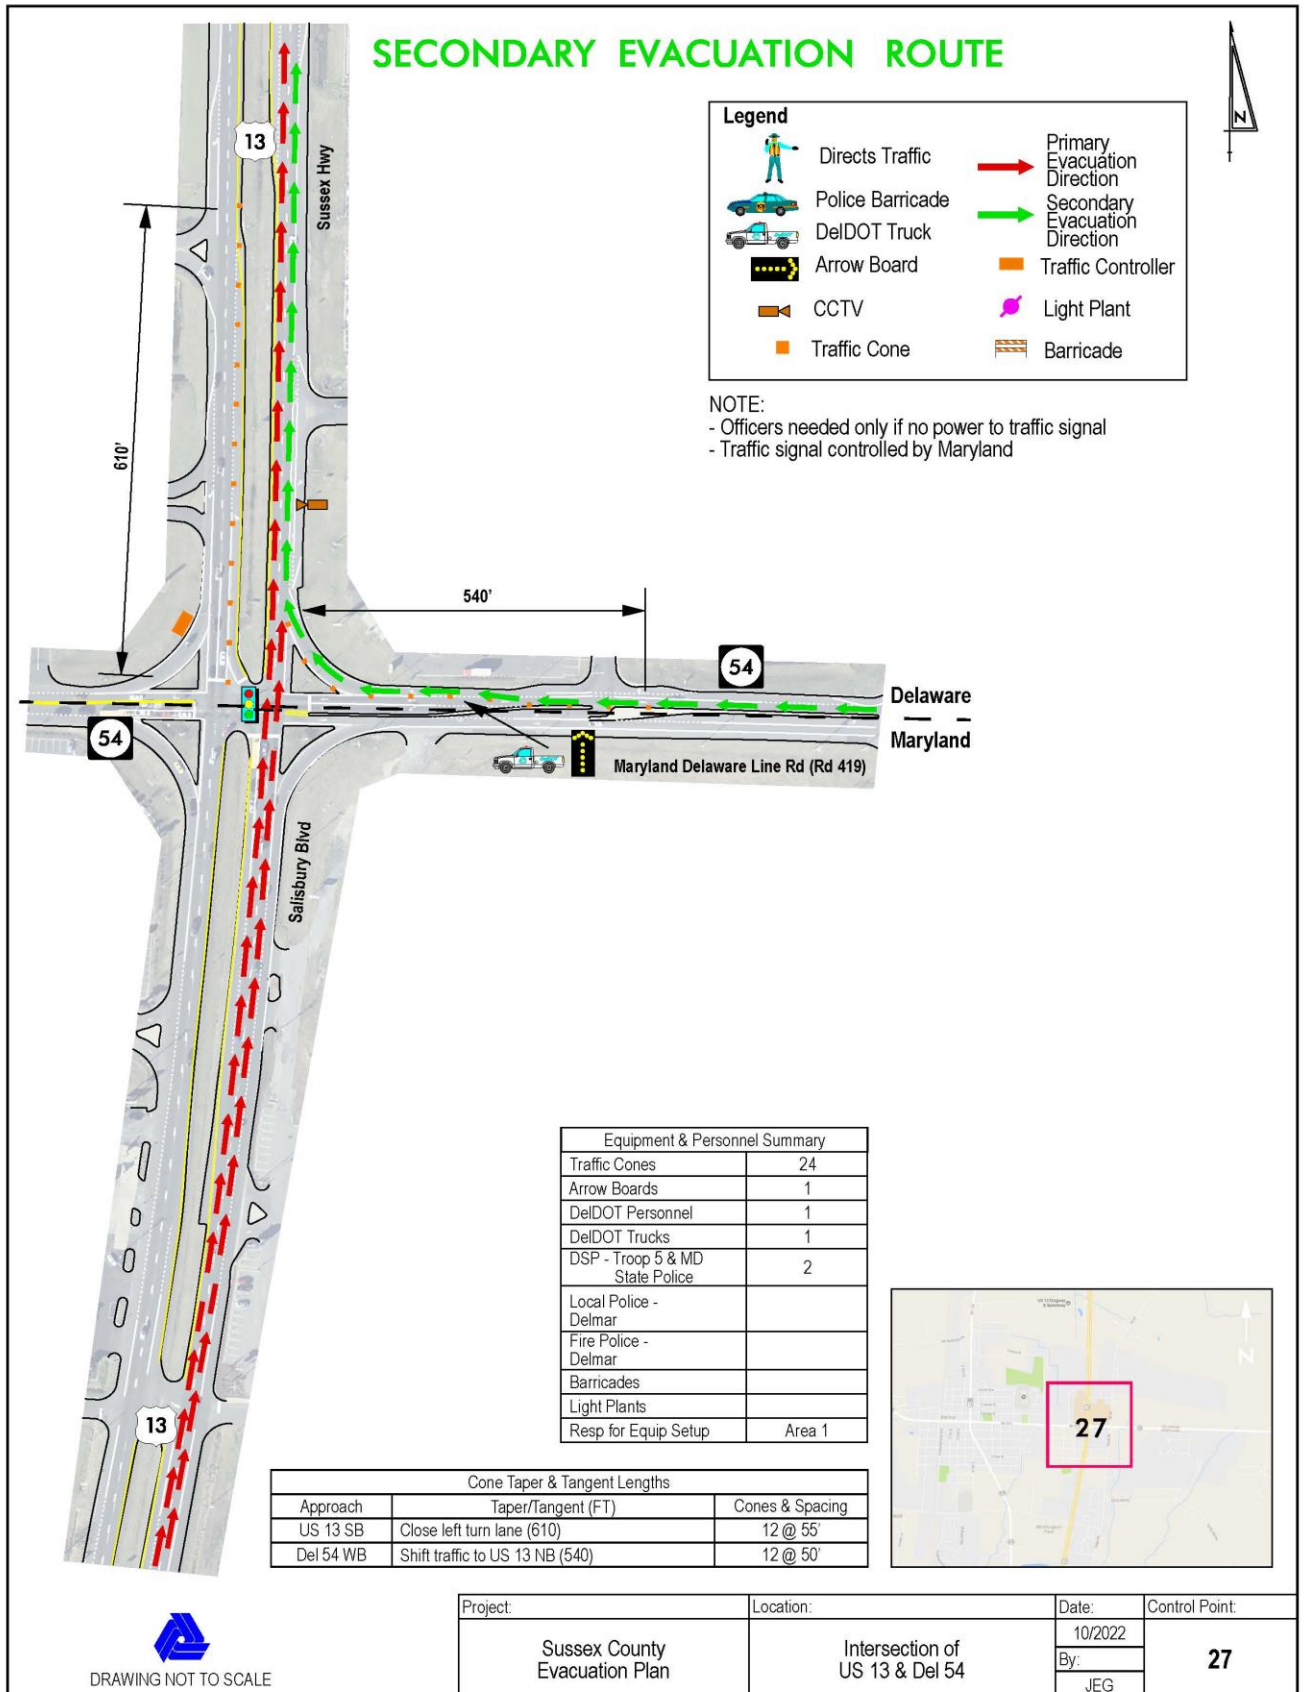 SECONDARY EVACUATION ROUTE
N
13
Sussex Hwy
Legend
Directs Traffic
Police Barricade
DelDOT Truck
Arrow Board
CCTV
Traffic Cone
Primary
Evacuation
Direction
Secondary
Evacuation
Direction
Traffic Controller
Light Plant
Barricade
NOTE:
- Officers needed only if no power to traffic signal
- Traffic signal controlled by Maryland
610'
540'
54
54
Delaware
Maryland
Maryland Delaware Line Rd (Rd 419)
Salisbury Blvd
13
Equipment & Personnel Summary
Traffic Cones 24
Arrow Boards 1
DelDOT Personnel 1
DelDOT Trucks 1
DSP - Troop 5 & MD
State Police 2
Local Police -
Delmar
Fire Police -
Delmar
Barricades
Light Plants
Resp for Equip Setup Area 1
Cone Taper & Tangent Lengths
Approach Taper/Tangent (FT) Cones & Spacing
US 13 SB Close left turn lane (610) 12 @ 55'
Del 54 WB Shift traffic to US 13 NB (540) 12 @ 50'
N
27
DRAWING NOT TO SCALE
Project:
Sussex County
Evacuation Plan
Location:
Intersection of
US 13 & Del 54
Date:
10/2022
By:
JEG
Control Point:
27